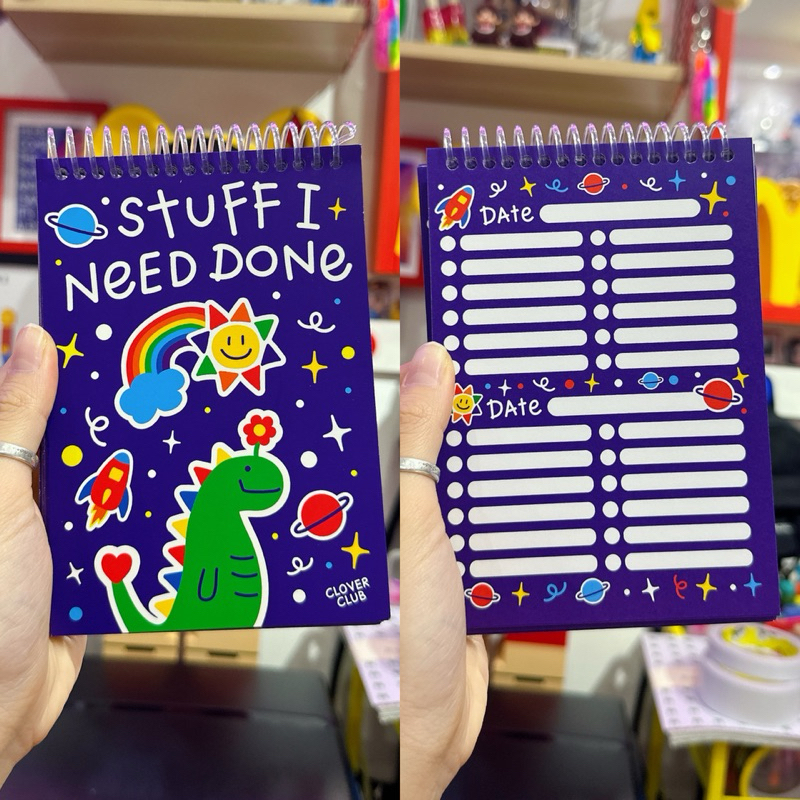 STUFF I
NEED DONE
CLOVER
CLUB
DATE
DATE